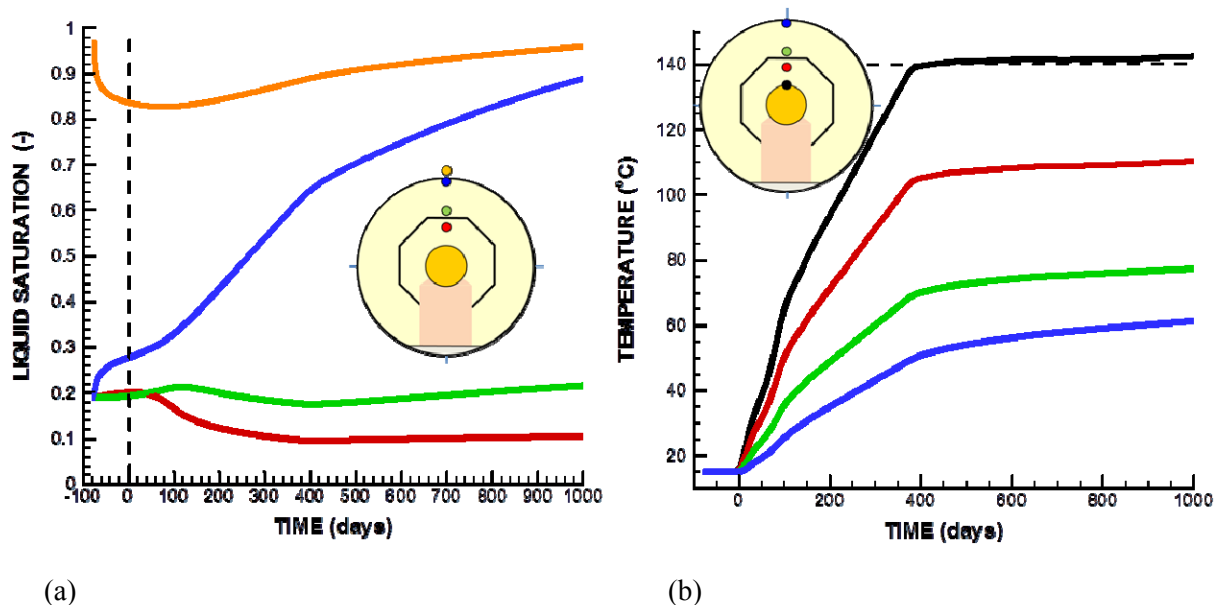 1
0.9
0.8
0.7
0.6
0.5
0.4
0.3
0.2
0.1
0
LIQUID SATURATION (-)
-100 0 100 200 300 400 500 600 700 800 900 1000
TIME (days)
(a)
140
120
100
80
60
40
20
TEMPERATURE (°C)
0 200 400 600 800 1000
TIME (days)
(b)